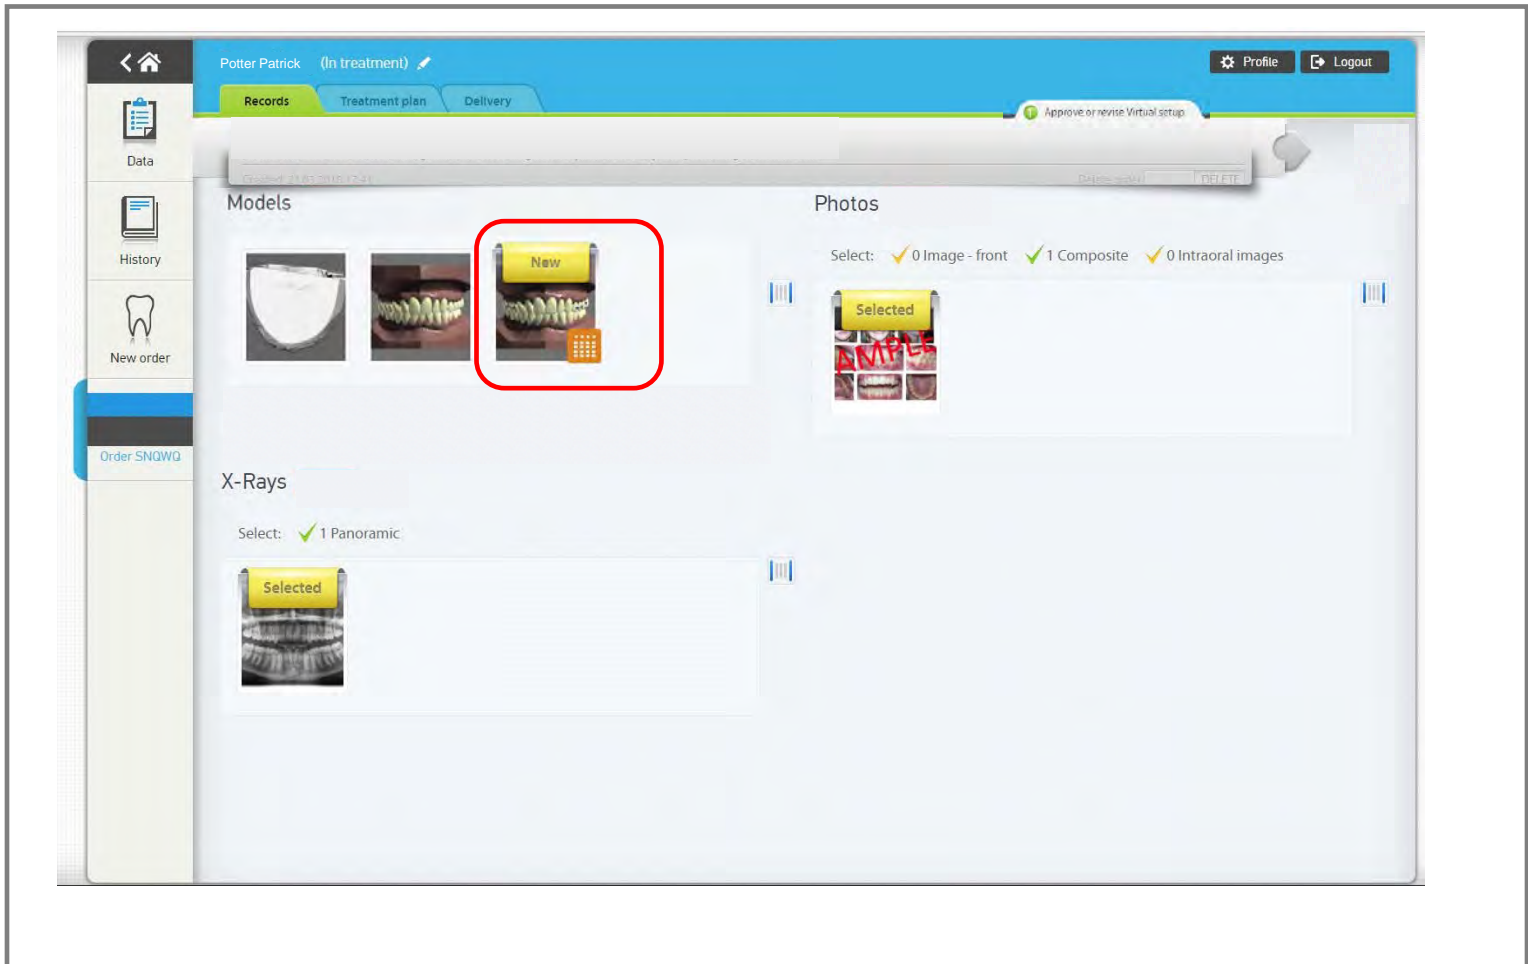 Potter Patrick (In treatment)
Profile
Logout
Records
Treatment plan
Delivery
Approve or revise Virtual setup
Data
History
New order
Order SNQWQ
DELETE
Models
New
Photos
Select: 0 Image - front 1 Composite 0 Intraoral images
Selected
AMPLE
X-Rays
Select: 1 Panoramic
Selected